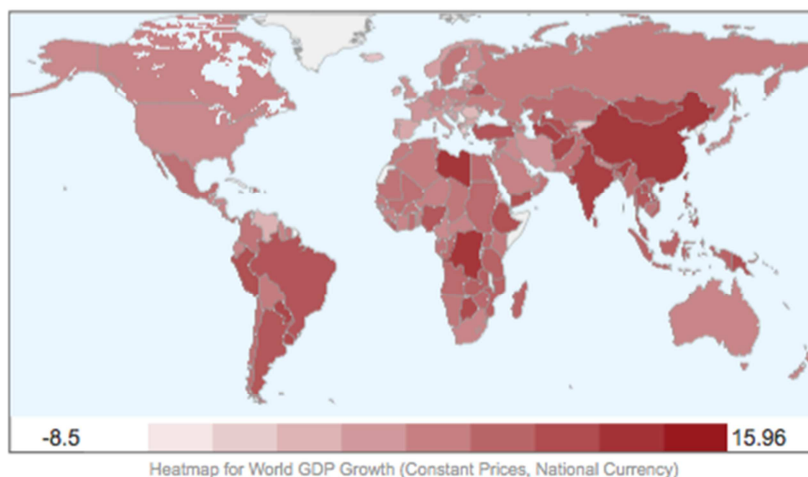 -8.5 15.96
Heatmap for World GDP Growth (Constant Prices, National Currency)